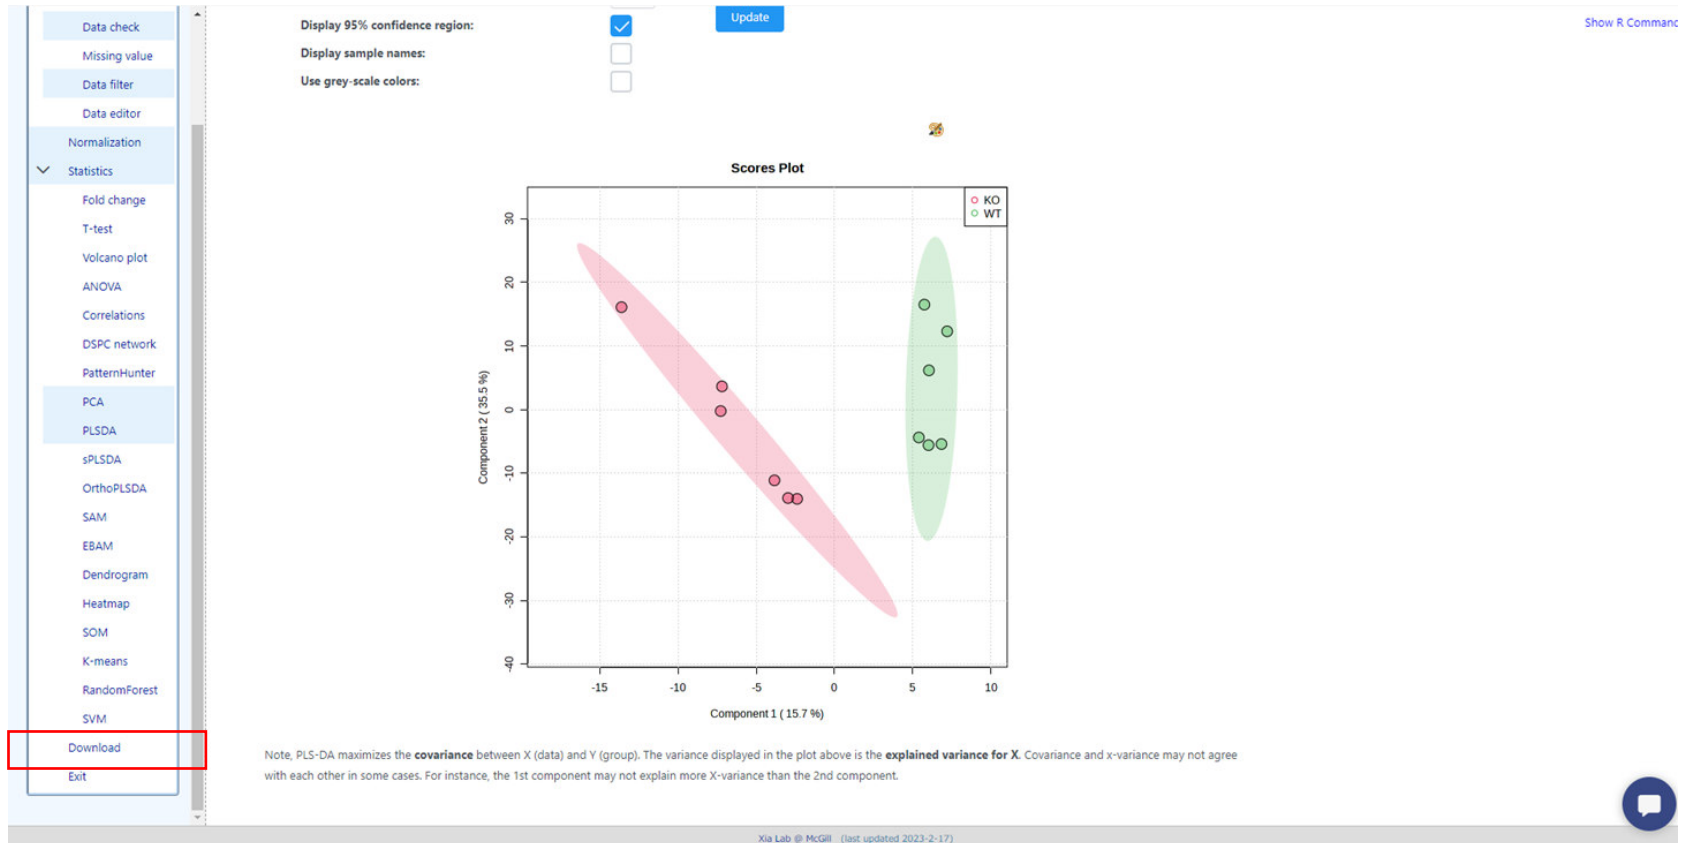 Data check
Missing value
Data filter
Data editor
Normalization
Statistics
Fold change
T-test
Volcano plot
ANOVA
Correlations
DSPC network
PatternHunter
PCA
PLSDA
sPLSDA
OrthoPLSDA
SAM
EBAM
Dendrogram
Heatmap
SOM
K-means
RandomForest
SVM
Download
Exit
Display 95% confidence region:
Update
Display sample names:
Use grey-scale colors:
Show R Command
Scores Plot
KO
WT
30
20
10
0
-10
-20
-30
-40
Component 2 ( 35.5 %)
-15 -10 -5 0 5 10
Component 1 ( 15.7 %)
Note, PLS-DA maximizes the covariance between X (data) and Y (group). The variance displayed in the plot above is the explained variance for X. Covariance and x-variance may not agree
with each other in some cases. For instance, the 1st component may not explain more X-variance than the 2nd component.
Xia Lab @ McGill (last updated 2023-2-17)